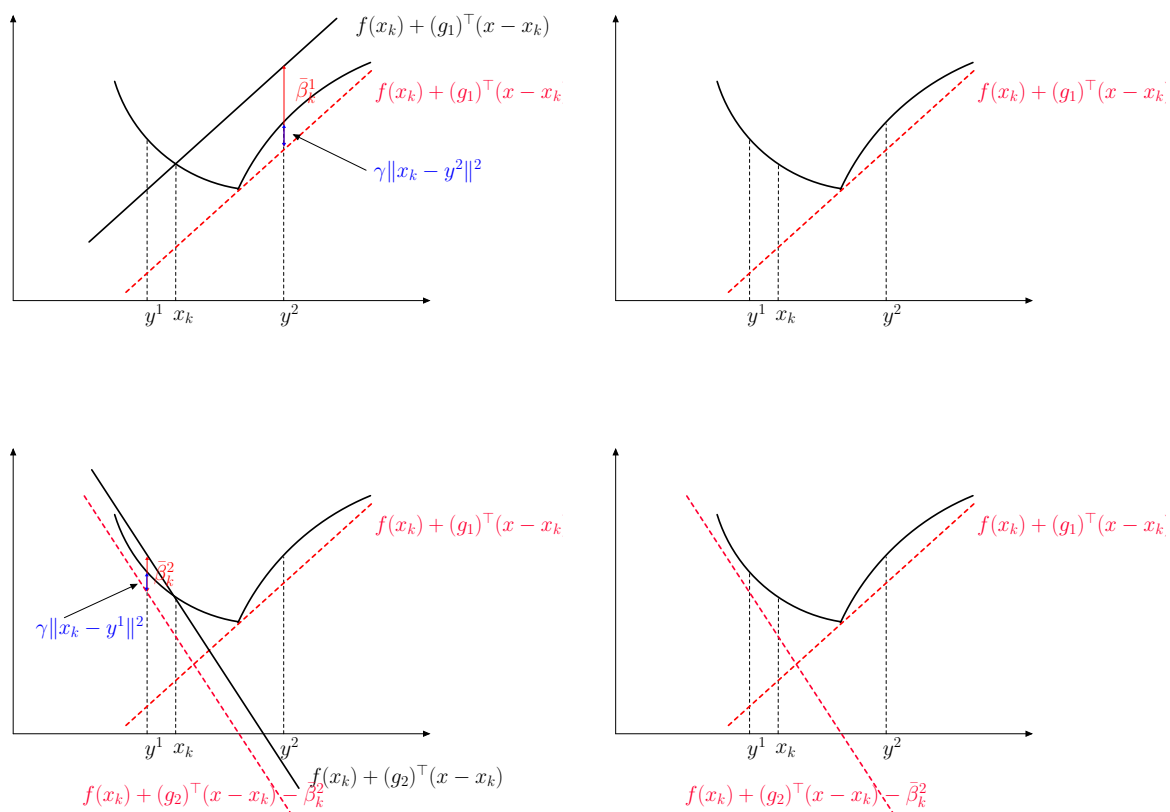 f(x_k) + (g_1)^⊤(x − x_k)
β̄_k^1
f(x_k) + (g_1)^⊤(x − x_k
γ‖x_k − y^2‖^2
y^1 x_k y^2
f(x_k) + (g_1)^⊤(x − x_k)
y^1 x_k y^2
f(x_k) + (g_1)^⊤(x − x_k
β̄_k^2
γ‖x_k − y^1‖^2
y^1 x_k y^2
f(x_k) + (g_2)^⊤(x − x_k)
f(x_k) + (g_2)^⊤(x − x_k) − β̄_k^2
f(x_k) + (g_1)^⊤(x − x_k)
y^1 x_k y^2
f(x_k) + (g_2)^⊤(x − x_k) − β̄_k^2